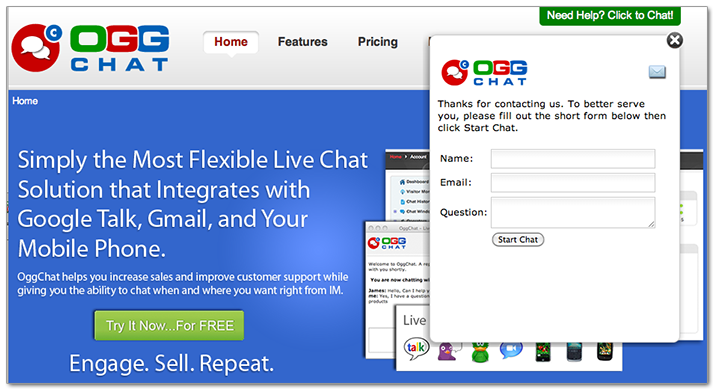 Need Help? Click to Chat!
C OGG
CHAT
Home Features Pricing
Home
Simply the Most Flexible Live Chat
Solution that Integrates with
Google Talk, Gmail, and Your
Mobile Phone.
OggChat helps you increase sales and improve customer support while
giving you the ability to chat when and where you want right from IM.
Try It Now...For FREE
Engage. Sell. Repeat.
Home Account
Dashboard
Visitor
Chat
Chat
OggChat
OGG
CHAT
Welcome to OggChat. A
with you shortly.
You are now chatting
James: Hello, Can I help
me: Yes, I have a question
products
Live
talk
C OGG
CHAT
Thanks for contacting us. To better serve
you, please fill out the short form below then
click Start Chat.
Name:
Email:
Question:
Start Chat